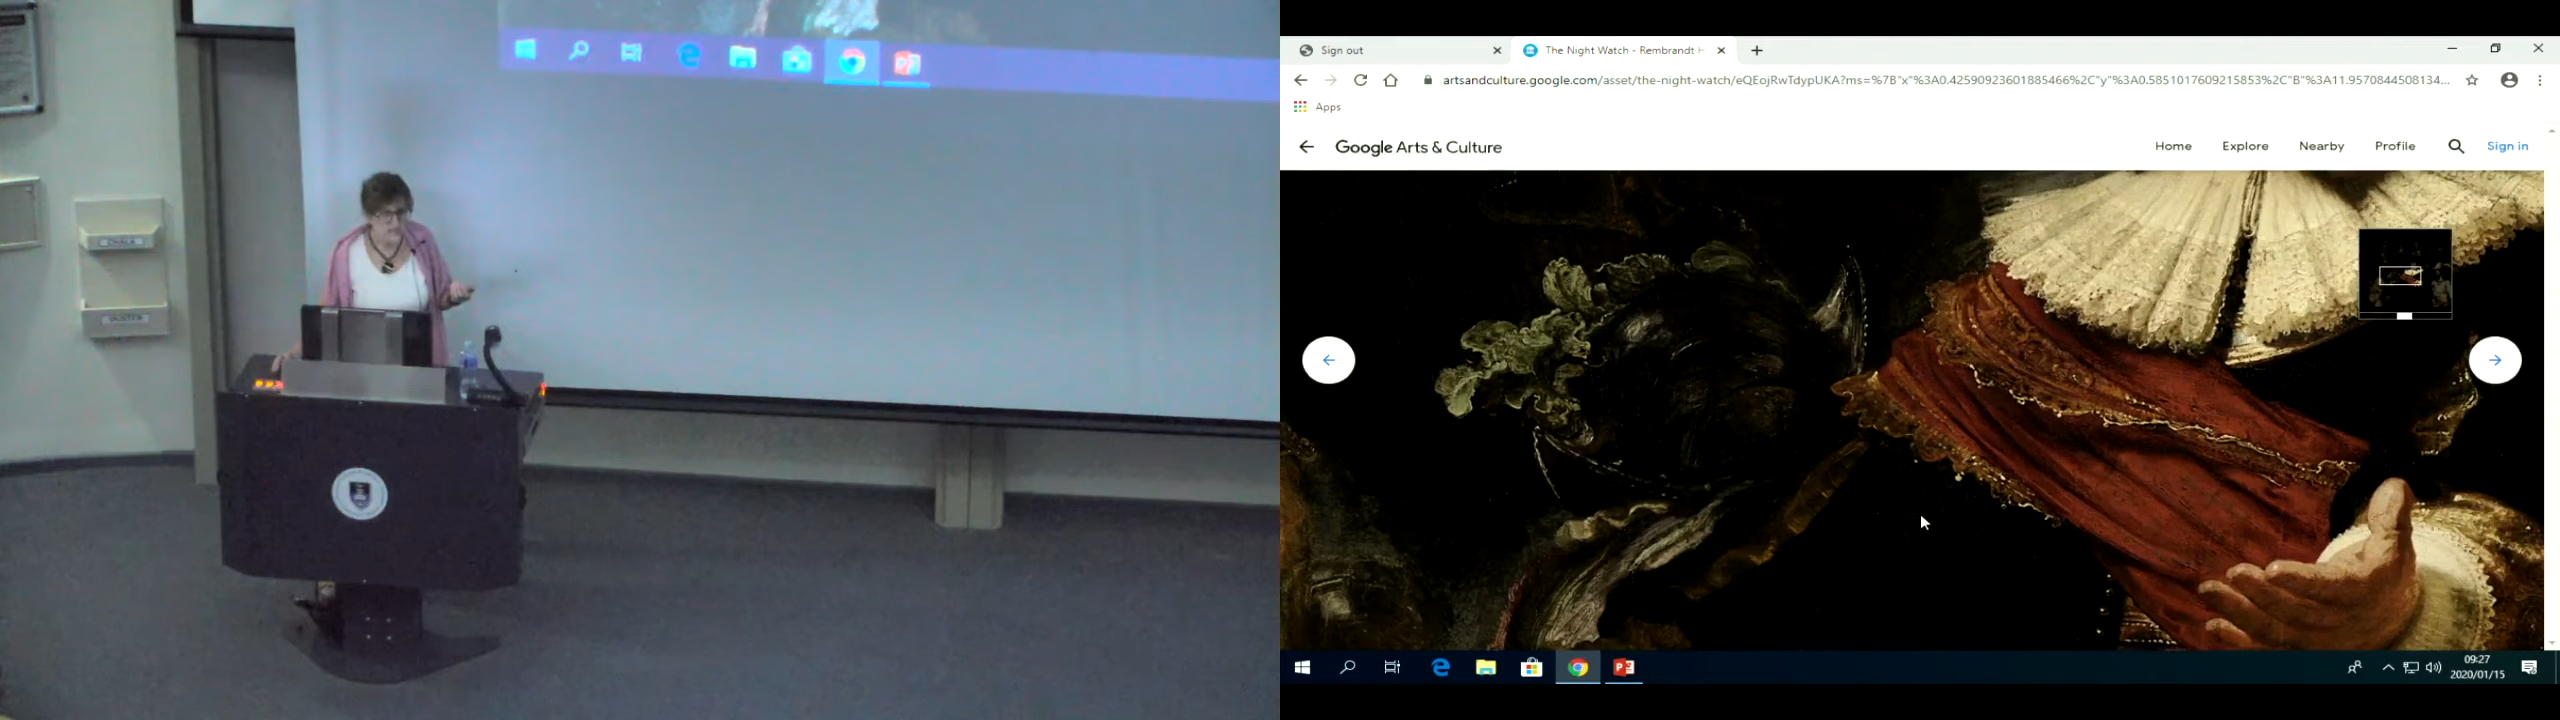 CHALK
DUSTER
Sign out
The Night Watch - Rembrandt H
artsandculture.google.com/asset/the-night-watch/eQEojRwTdypUKA?ms=%7B"x"%3A0.42590923601885466%2C"y"%3A0.5851017609215853%2C"B"%3A11.9570844508134...
Apps
Google Arts & Culture
Home
Explore
Nearby
Profile
Sign in
09:27
2020/01/15